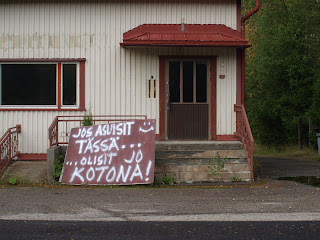 JOS ASUISIT
TÄSSÄ...
...OLISIT JO
KOTONA!